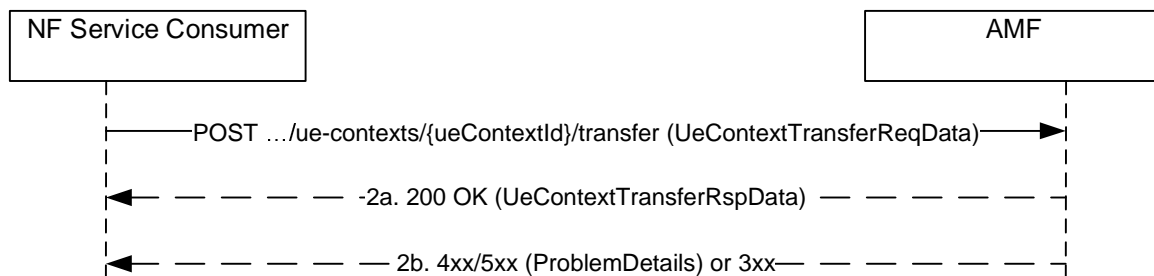 NF Service Consumer
AMF
POST …/ue-contexts/{ueContextId}/transfer (UeContextTransferReqData)
2a. 200 OK (UeContextTransferRspData)
2b. 4xx/5xx (ProblemDetails) or 3xx